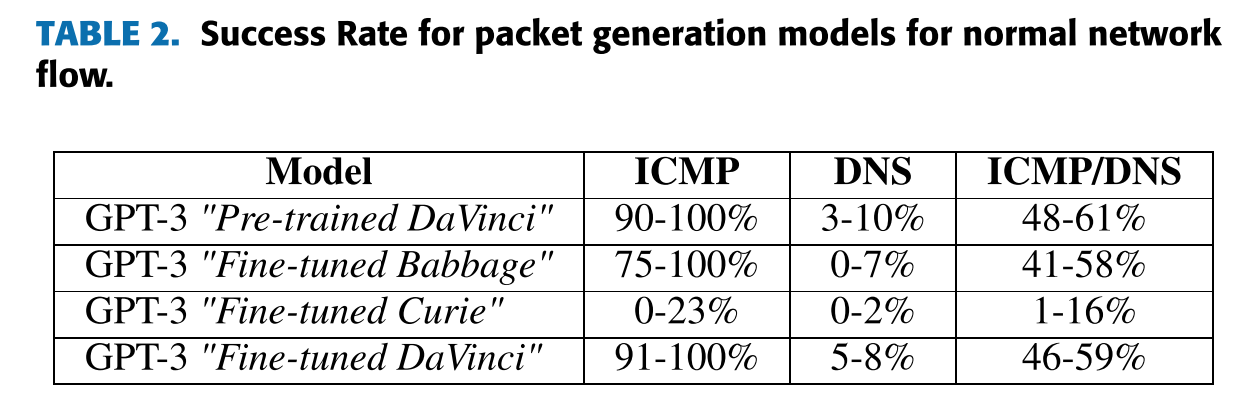 TABLE 2. Success Rate for packet generation models for normal network
flow.
Model ICMP DNS ICMP/DNS
GPT-3 "Pre-trained DaVinci" 90-100% 3-10% 48-61%
GPT-3 "Fine-tuned Babbage" 75-100% 0-7% 41-58%
GPT-3 "Fine-tuned Curie" 0-23% 0-2% 1-16%
GPT-3 "Fine-tuned DaVinci" 91-100% 5-8% 46-59%